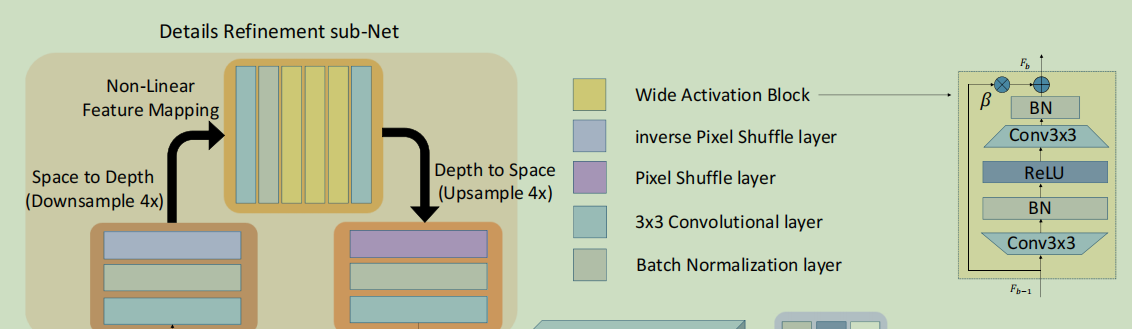 Details Refinement sub-Net
Non-Linear
Feature Mapping
Space to Depth
(Downsample 4x)
Depth to Space
(Upsample 4x)
Wide Activation Block
inverse Pixel Shuffle layer
Pixel Shuffle layer
3x3 Convolutional layer
Batch Normalization layer
F_b
β
BN
Conv3x3
ReLU
BN
Conv3x3
F_{b-1}